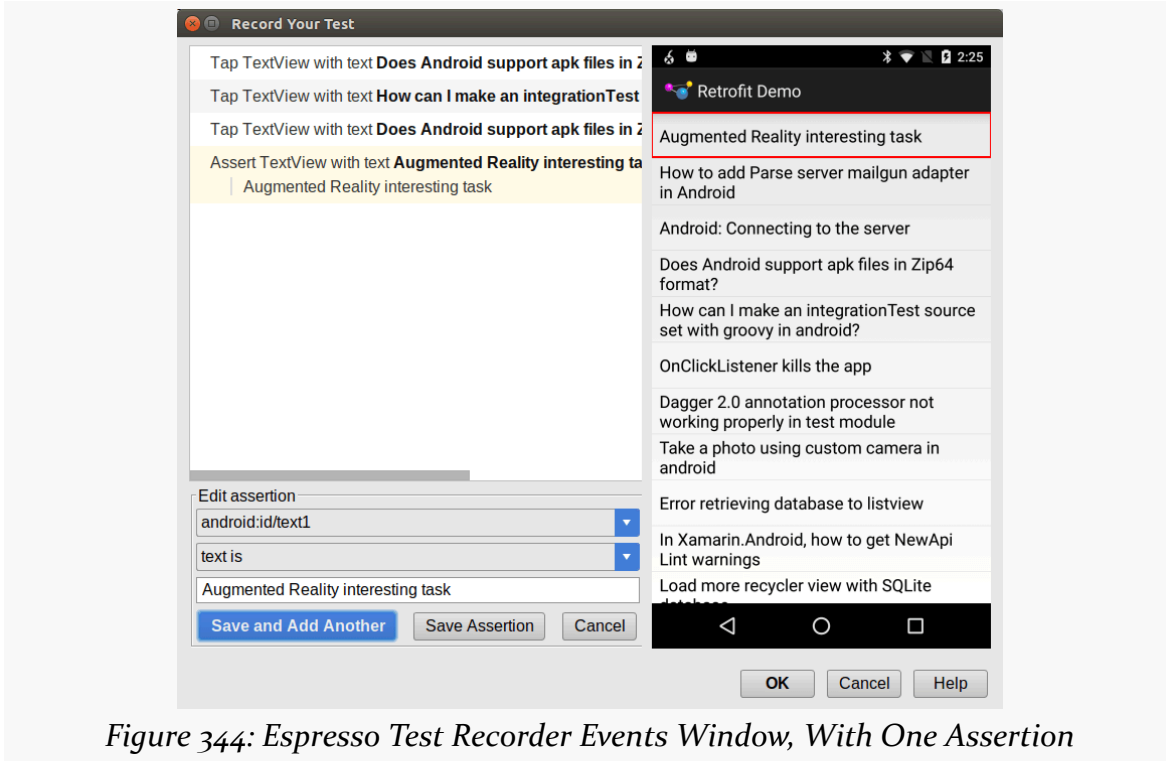 Record Your Test
Tap TextView with text Does Android support apk files in
Tap TextView with text How can I make an integrationTest
Tap TextView with text Does Android support apk files in
Assert TextView with text Augmented Reality interesting ta
Augmented Reality interesting task
Edit assertion
android:id/text1
text is
Augmented Reality interesting task
Save and Add Another
Save Assertion
Cancel
2:25
Retrofit Demo
Augmented Reality interesting task
How to add Parse server mailgun adapter
in Android
Android: Connecting to the server
Does Android support apk files in Zip64
format?
How can I make an integrationTest source
set with groovy in android?
OnClickListener kills the app
Dagger 2.0 annotation processor not
working properly in test module
Take a photo using custom camera in
android
Error retrieving database to listview
In Xamarin.Android, how to get NewApi
Lint warnings
Load more recycler view with SQLite
OK
Cancel
Help
Figure 344: Espresso Test Recorder Events Window, With One Assertion